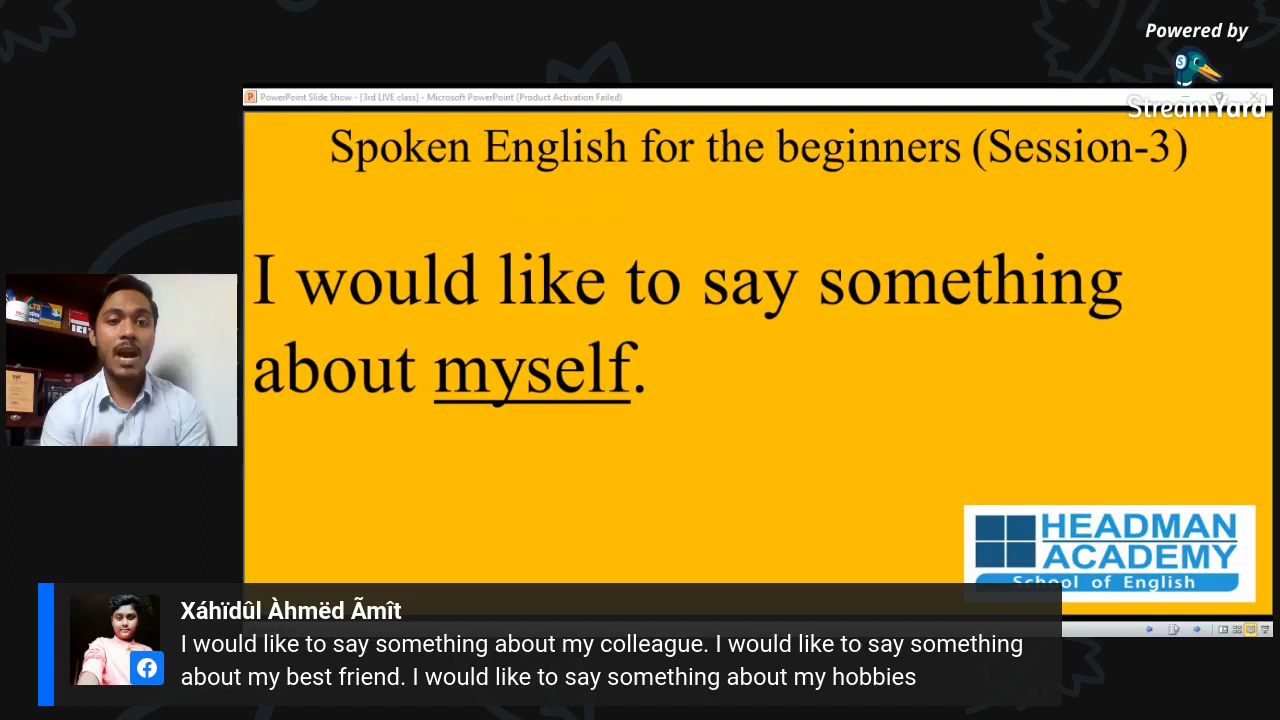 Powered by
StreamYard
PowerPoint Slide Show - [3rd LIVE class] - Microsoft PowerPoint (Product Activation Failed)
Spoken English for the beginners (Session-3)
I would like to say something
about myself.
HEADMAN
ACADEMY
School of English
Xáhïdûl Àhmëd Ãmît
I would like to say something about my colleague. I would like to say something
about my best friend. I would like to say something about my hobbies